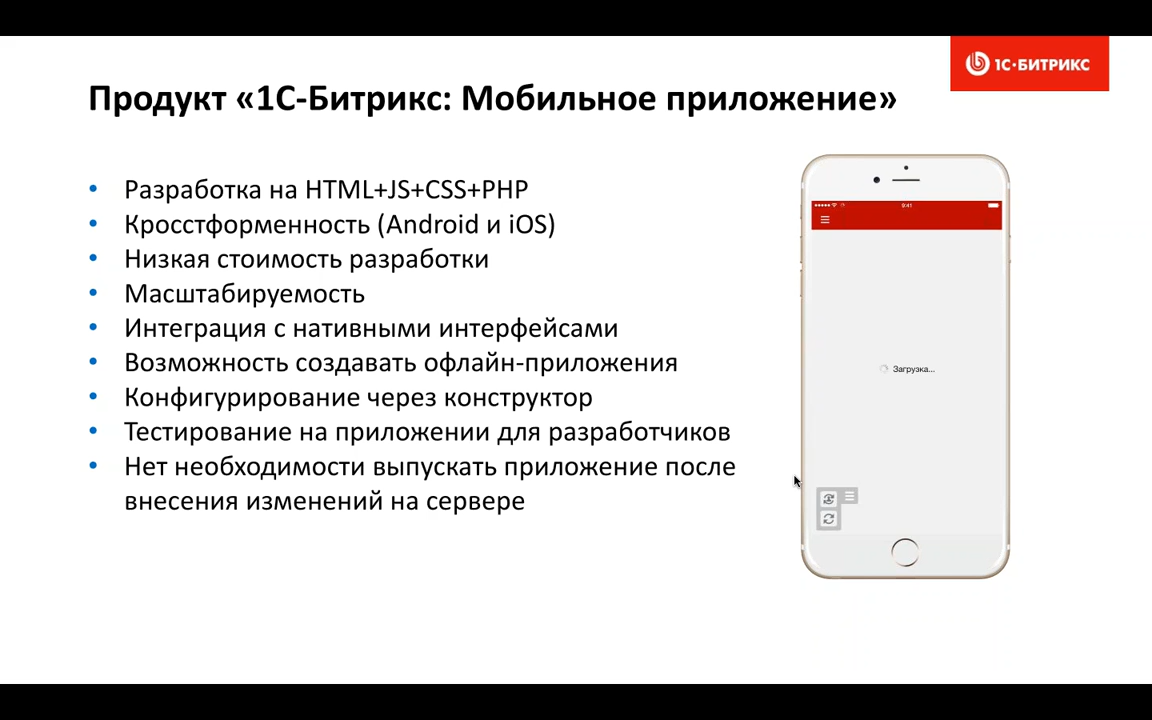 1С·БИТРИКС
Продукт «1С-Битрикс: Мобильное приложение»
Разработка на HTML+JS+CSS+PHP
Кросстформенность (Android и iOS)
Низкая стоимость разработки
Масштабируемость
Интеграция с нативными интерфейсами
Возможность создавать офлайн-приложения
Конфигурирование через конструктор
Тестирование на приложении для разработчиков
Нет необходимости выпускать приложение после
внесения изменений на сервере
9:41
Загрузка...